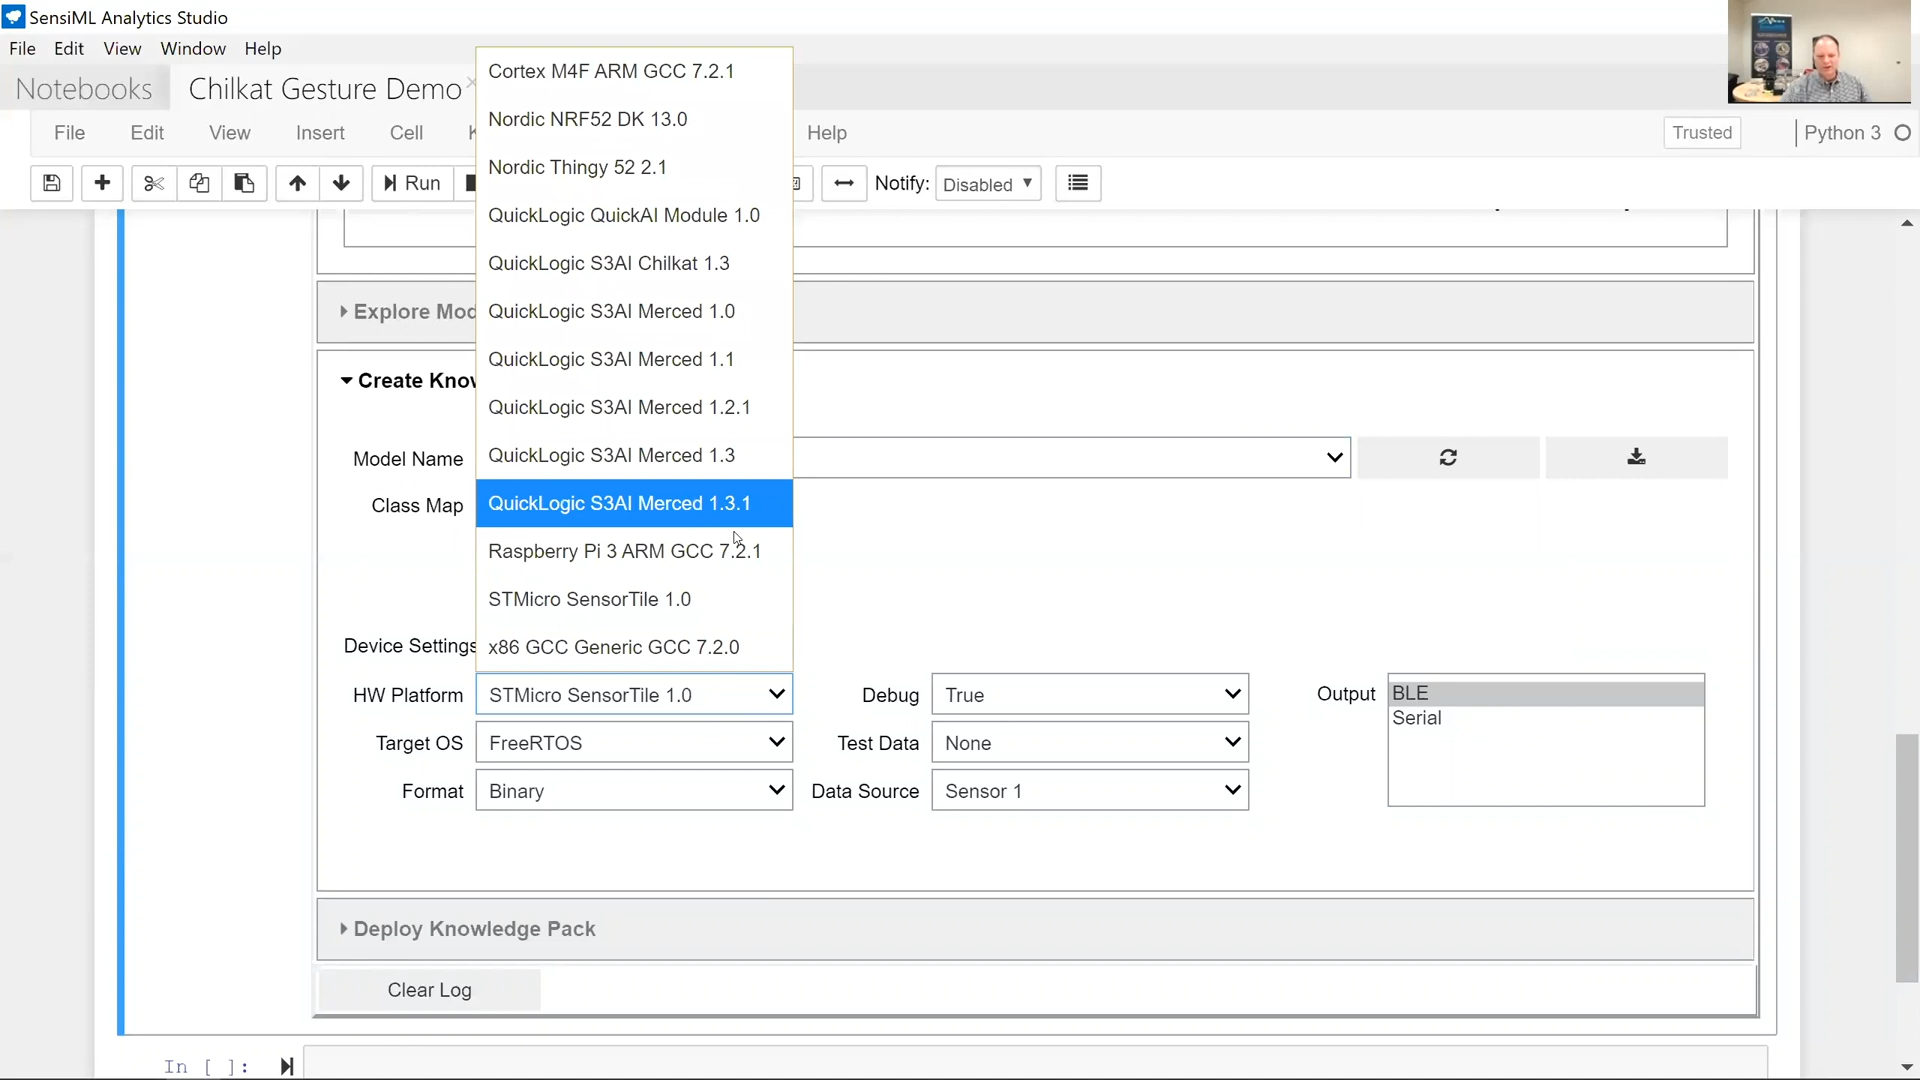 SensiML Analytics Studio
File Edit View Window Help
Notebooks Chilkat Gesture Demo
File Edit View Insert Cell Help Trusted Python 3
Run Notify: Disabled
Cortex M4F ARM GCC 7.2.1
Nordic NRF52 DK 13.0
Nordic Thingy 52 2.1
QuickLogic QuickAI Module 1.0
QuickLogic S3AI Chilkat 1.3
QuickLogic S3AI Merced 1.0
QuickLogic S3AI Merced 1.1
QuickLogic S3AI Merced 1.2.1
QuickLogic S3AI Merced 1.3
QuickLogic S3AI Merced 1.3.1
Raspberry Pi 3 ARM GCC 7.2.1
STMicro SensorTile 1.0
x86 GCC Generic GCC 7.2.0
Explore Mod
Create Know
Model Name
Class Map
Device Settings
HW Platform STMicro SensorTile 1.0 Debug True Output BLE
Serial
Target OS FreeRTOS Test Data None
Format Binary Data Source Sensor 1
Deploy Knowledge Pack
Clear Log
In [ ]: